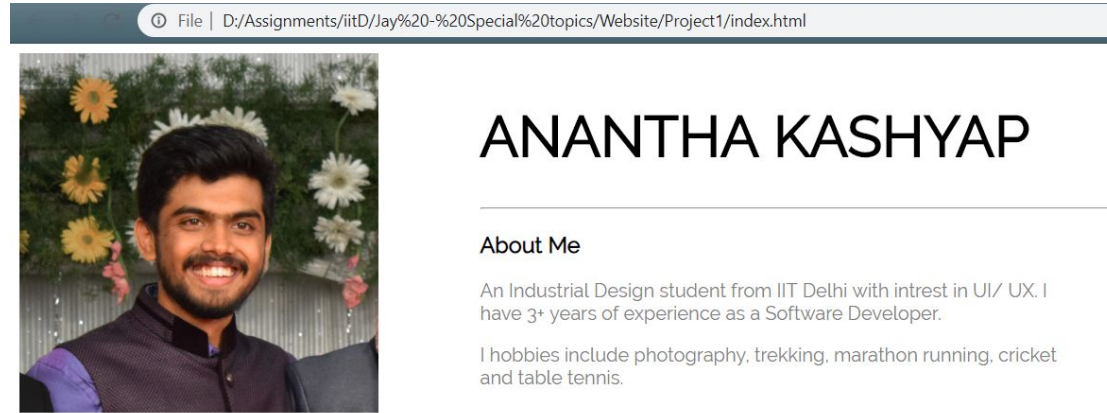 File | D:/Assignments/iitD/Jay%20-%20Special%20topics/Website/Project1/index.html
ANANTHA KASHYAP
About Me
An Industrial Design student from IIT Delhi with intrest in UI/ UX. I
have 3+ years of experience as a Software Developer.
I hobbies include photography, trekking, marathon running, cricket
and table tennis.